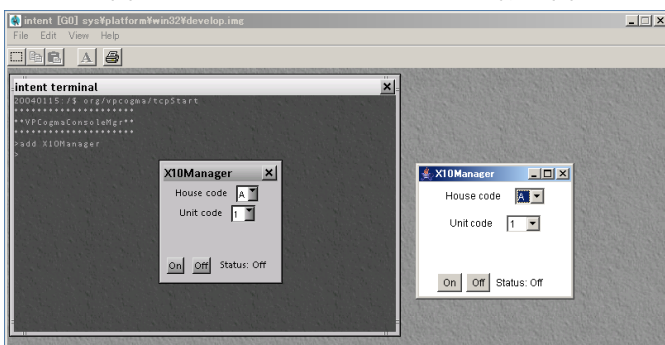 intent [G0] sys¥platform¥win32¥develop.img
File Edit View Help
A
intent terminal
20040115:/$ org/vpcogma/tcpStart
**********************
**VPCogmaConsoleMgr**
**********************
>add X10Manager
>
X10Manager
House code A
Unit code 1
On Off Status: Off
X10Manager
House code A
Unit code 1
On Off Status: Off